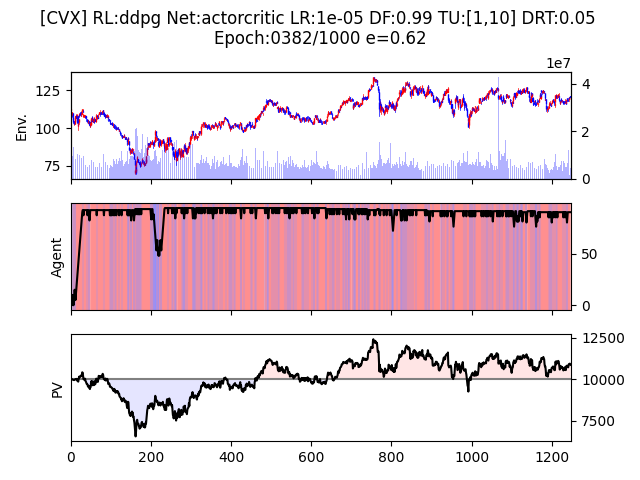 [CVX] RL:ddpg Net:actorcritic LR:1e-05 DF:0.99 TU:[1,10] DRT:0.05
Epoch:0382/1000 e=0.62
1e7
125
100
75
Env.
4
2
0
Agent
50
0
PV
12500
10000
7500
0 200 400 600 800 1000 1200